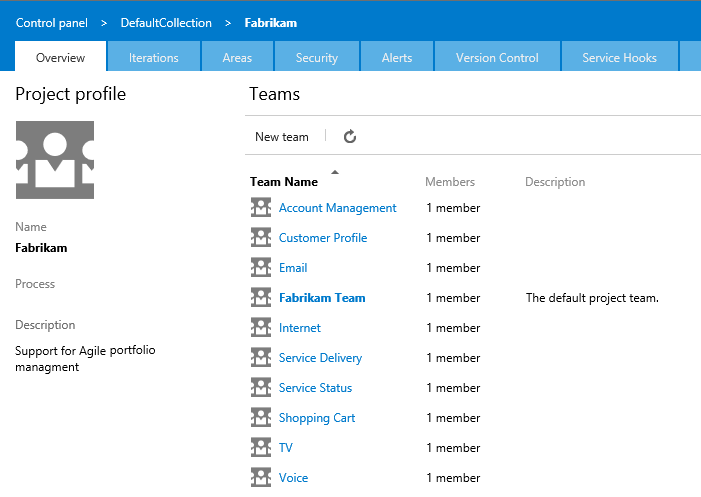 Control panel > DefaultCollection > Fabrikam
Overview Iterations Areas Security Alerts Version Control Service Hooks
Project profile
Name
Fabrikam
Process
Description
Support for Agile portfolio
managment
Teams
New team
Team Name Members Description
Account Management 1 member
Customer Profile 1 member
Email 1 member
Fabrikam Team 1 member The default project team.
Internet 1 member
Service Delivery 1 member
Service Status 1 member
Shopping Cart 1 member
TV 1 member
Voice 1 member